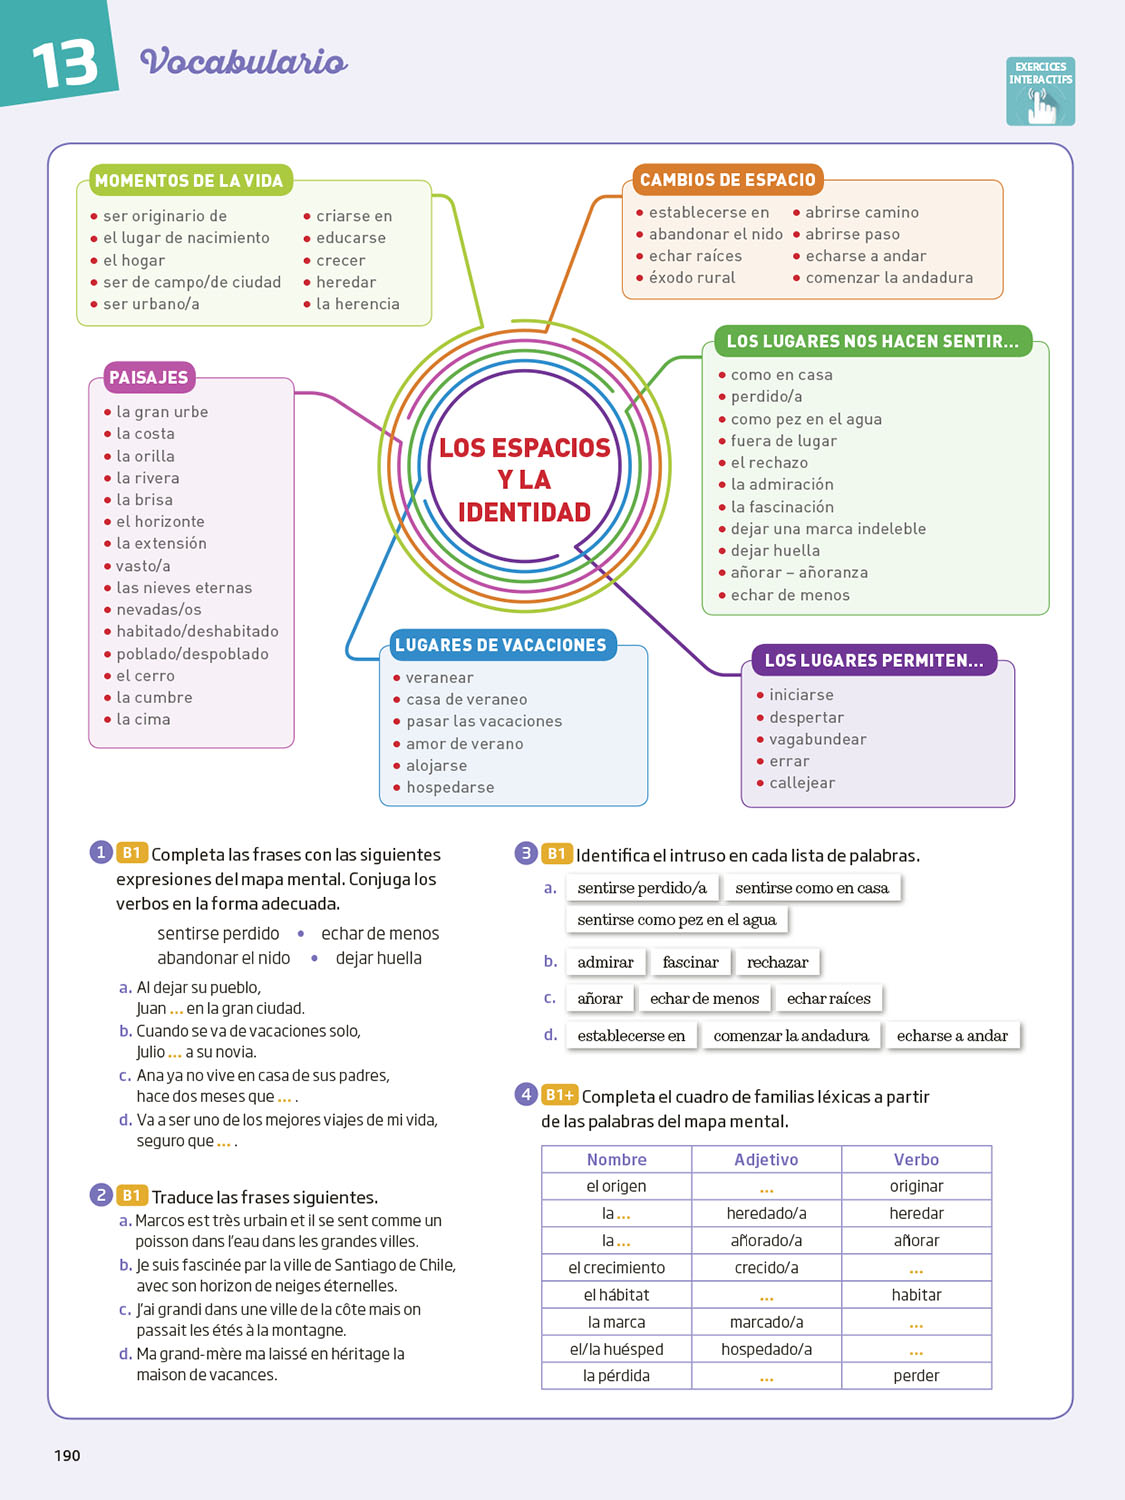 13
Vocabulario
EXERCICES
INTERACTIFS
MOMENTOS DE LA VIDA
• ser originario de
• el lugar de nacimiento
• el hogar
• ser de campo/de ciudad
• ser urbano/a
• criarse en
• educarse
• crecer
• heredar
• la herencia
CAMBIOS DE ESPACIO
• establecerse en
• abandonar el nido
• echar raíces
• éxodo rural
• abrirse camino
• abrirse paso
• echarse a andar
• comenzar la andadura
LOS LUGARES NOS HACEN SENTIR...
• como en casa
• perdido/a
• como pez en el agua
• fuera de lugar
• el rechazo
• la admiración
• la fascinación
• dejar una marca indeleble
• dejar huella
• añorar – añoranza
• echar de menos
PAISAJES
• la gran urbe
• la costa
• la orilla
• la rivera
• la brisa
• el horizonte
• la extensión
• vasto/a
• las nieves eternas
• nevadas/os
• habitado/deshabitado
• poblado/despoblado
• el cerro
• la cumbre
• la cima
LOS ESPACIOS
Y LA
IDENTIDAD
LUGARES DE VACACIONES
• veranear
• casa de veraneo
• pasar las vacaciones
• amor de verano
• alojarse
• hospedarse
LOS LUGARES PERMITEN...
• iniciarse
• despertar
• vagabundear
• errar
• callejear
1 B1 Completa las frases con las siguientes
expresiones del mapa mental. Conjuga los
verbos en la forma adecuada.
sentirse perdido • echar de menos
abandonar el nido • dejar huella
a. Al dejar su pueblo,
Juan ... en la gran ciudad.
b. Cuando se va de vacaciones solo,
Julio ... a su novia.
c. Ana ya no vive en casa de sus padres,
hace dos meses que ... .
d. Va a ser uno de los mejores viajes de mi vida,
seguro que ... .
2 B1 Traduce las frases siguientes.
a. Marcos est très urbain et il se sent comme un
poisson dans l'eau dans les grandes villes.
b. Je suis fascinée par la ville de Santiago de Chile,
avec son horizon de neiges éternelles.
c. J'ai grandi dans une ville de la côte mais on
passait les étés à la montagne.
d. Ma grand-mère ma laissé en héritage la
maison de vacances.
3 B1 Identifica el intruso en cada lista de palabras.
a. sentirse perdido/a sentirse como en casa
sentirse como pez en el agua
b. admirar fascinar rechazar
c. añorar echar de menos echar raíces
d. establecerse en comenzar la andadura echarse a andar
4 B1+ Completa el cuadro de familias léxicas a partir
de las palabras del mapa mental.
Nombre Adjetivo Verbo
el origen ... originar
la ... heredado/a heredar
la ... añorado/a añorar
el crecimiento crecido/a ...
el hábitat ... habitar
la marca marcado/a ...
el/la huésped hospedado/a ...
la pérdida ... perder
190